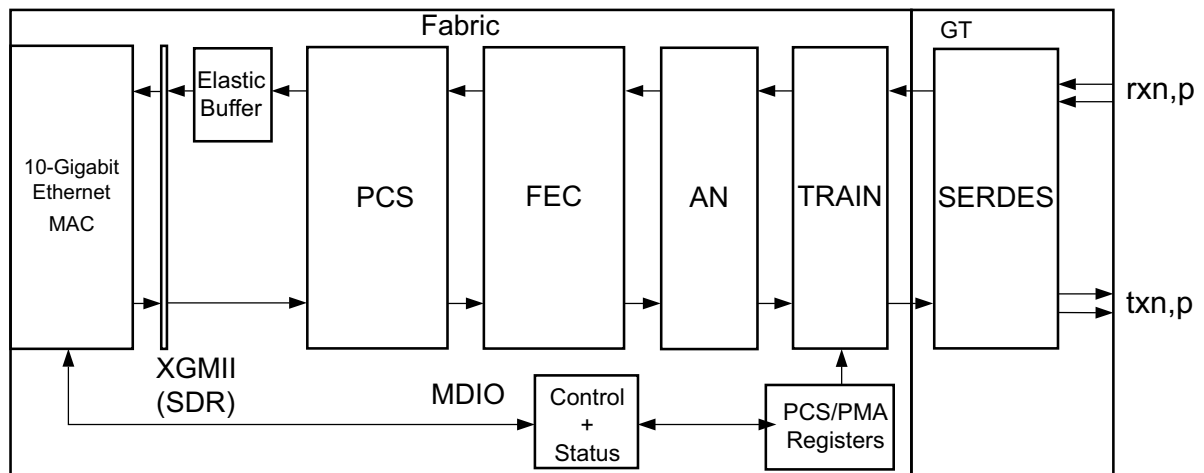 Fabric
GT
Elastic
Buffer
10-Gigabit
Ethernet
MAC
PCS
FEC
AN
TRAIN
SERDES
rxn,p
txn,p
XGMII
(SDR)
MDIO
Control
+
Status
PCS/PMA
Registers